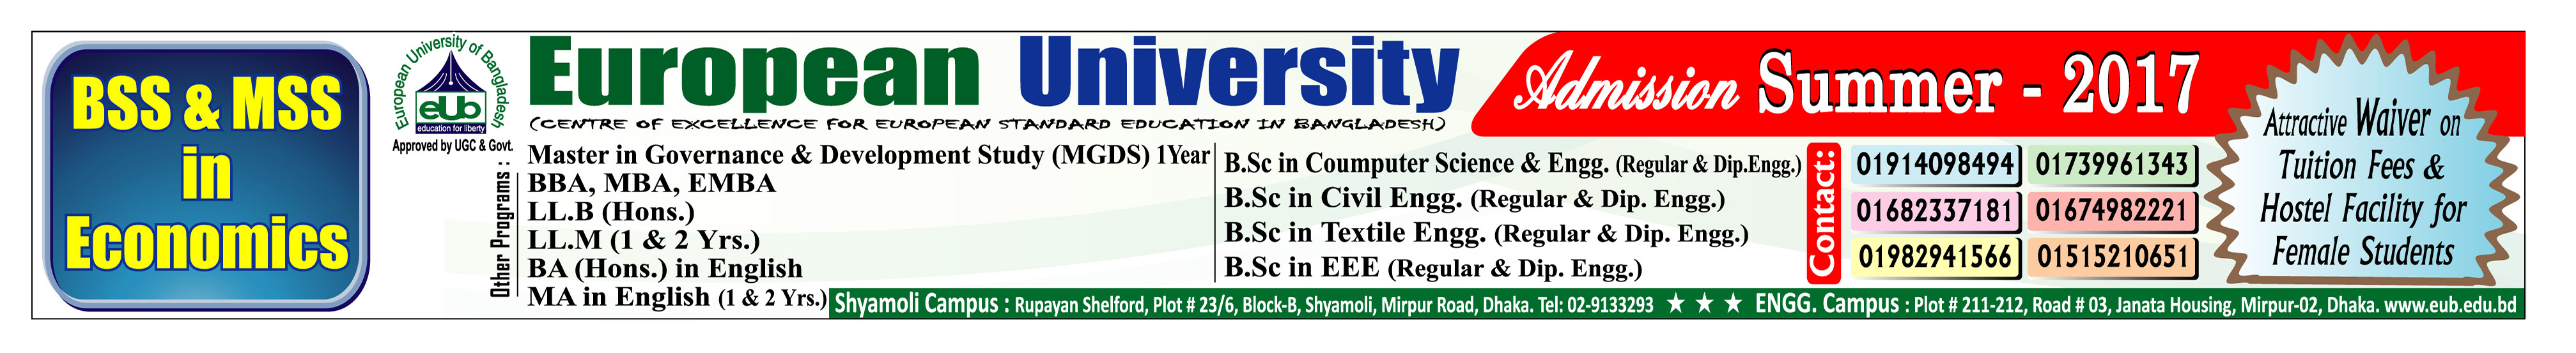 BSS & MSS
in
Economics
European University of Bangladesh
eUb
education for liberty
Approved by UGC & Govt.
European University
(CENTRE OF EXCELLENCE FOR EUROPEAN STANDARD EDUCATION IN BANGLADESH)
Admission Summer - 2017
Other Programs :
Master in Governance & Development Study (MGDS) 1Year
BBA, MBA, EMBA
LL.B (Hons.)
LL.M (1 & 2 Yrs.)
BA (Hons.) in English
MA in English (1 & 2 Yrs.)
B.Sc in Coumputer Science & Engg. (Regular & Dip.Engg.)
B.Sc in Civil Engg. (Regular & Dip. Engg.)
B.Sc in Textile Engg. (Regular & Dip. Engg.)
B.Sc in EEE (Regular & Dip. Engg.)
Contact:
01914098494 01739961343
01682337181 01674982221
01982941566 01515210651
Attractive Waiver on
Tuition Fees &
Hostel Facility for
Female Students
Shyamoli Campus : Rupayan Shelford, Plot # 23/6, Block-B, Shyamoli, Mirpur Road, Dhaka. Tel: 02-9133293 ★ ★ ★ ENGG. Campus : Plot # 211-212, Road # 03, Janata Housing, Mirpur-02, Dhaka. www.eub.edu.bd